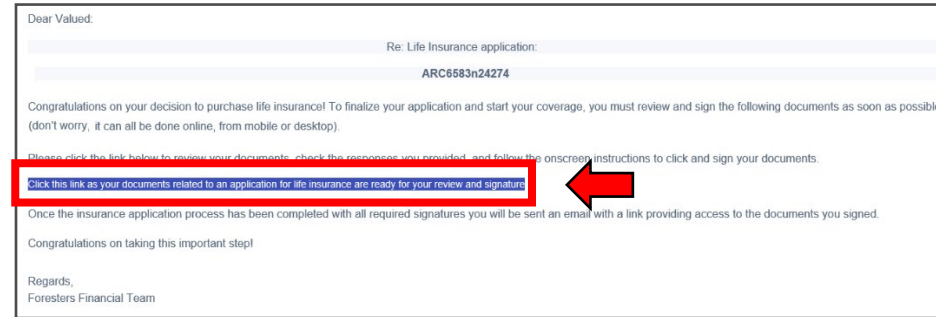 Dear Valued:
Re: Life Insurance application:
ARC6583n24274
Congratulations on your decision to purchase life insurance! To finalize your application and start your coverage, you must review and sign the following documents as soon as possible
(don't worry, it can all be done online, from mobile or desktop).
Please click the link below to review your documents, check the responses you provided, and follow the onscreen instructions to click and sign your documents.
Click this link as your documents related to an application for life insurance are ready for your review and signature
Once the insurance application process has been completed with all required signatures you will be sent an email with a link providing access to the documents you signed.
Congratulations on taking this important step!
Regards,
Foresters Financial Team